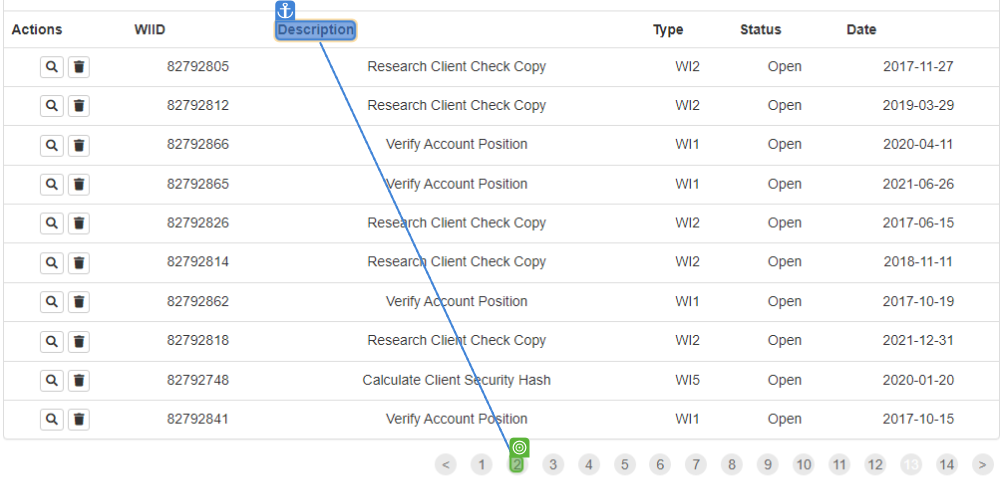 Actions WIID Description Type Status Date
82792805 Research Client Check Copy WI2 Open 2017-11-27
82792812 Research Client Check Copy WI2 Open 2019-03-29
82792866 Verify Account Position WI1 Open 2020-04-11
82792865 Verify Account Position WI1 Open 2021-06-26
82792826 Research Client Check Copy WI2 Open 2017-06-15
82792814 Research Client Check Copy WI2 Open 2018-11-11
82792862 Verify Account Position WI1 Open 2017-10-19
82792818 Research Client Check Copy WI2 Open 2021-12-31
82792748 Calculate Client Security Hash WI5 Open 2020-01-20
82792841 Verify Account Position WI1 Open 2017-10-15
< 1 2 3 4 5 6 7 8 9 10 11 12 13 14 >